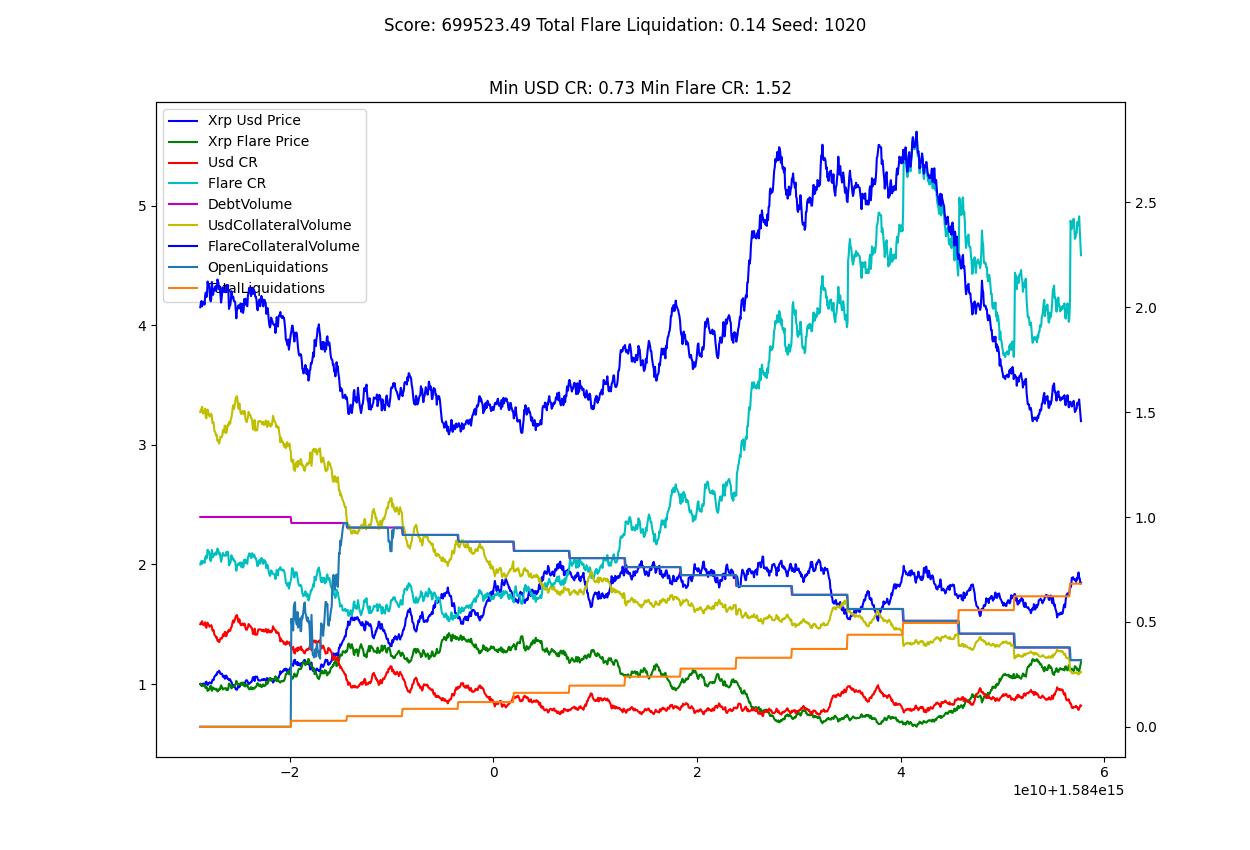 Score: 699523.49 Total Flare Liquidation: 0.14 Seed: 1020
Min USD CR: 0.73 Min Flare CR: 1.52
Xrp Usd Price
Xrp Flare Price
Usd CR
Flare CR
DebtVolume
UsdCollateralVolume
FlareCollateralVolume
OpenLiquidations
TotalLiquidations
5
4
3
2
1
2.5
2.0
1.5
1.0
0.5
0.0
−2
0
2
4
6
1e10+1.584e15